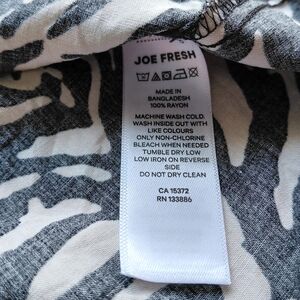 JOE FRESH
MADE IN
BANGLADESH
100% RAYON
MACHINE WASH COLD.
WASH INSIDE OUT WITH
LIKE COLOURS
ONLY NON-CHLORINE
BLEACH WHEN NEEDED
TUMBLE DRY LOW
LOW IRON ON REVERSE
SIDE
DO NOT DRY CLEAN
CA 15372
RN 133886